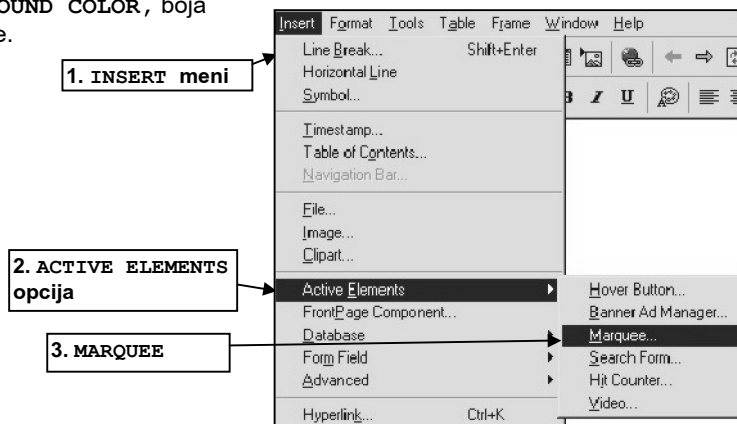 OUND COLOR, boja
e.
1. INSERT meni
2. ACTIVE ELEMENTS
opcija
3. MARQUEE
Insert Format Tools Table Frame Window Help
Line Break... Shift+Enter
Horizontal Line
Symbol...
Timestamp...
Table of Contents...
Navigation Bar...
File...
Image...
Clipart...
Active Elements
FrontPage Component...
Database
Form Field
Advanced
Hyperlink... Ctrl+K
Hover Button...
Banner Ad Manager...
Marquee...
Search Form...
Hit Counter...
Video...
B I U